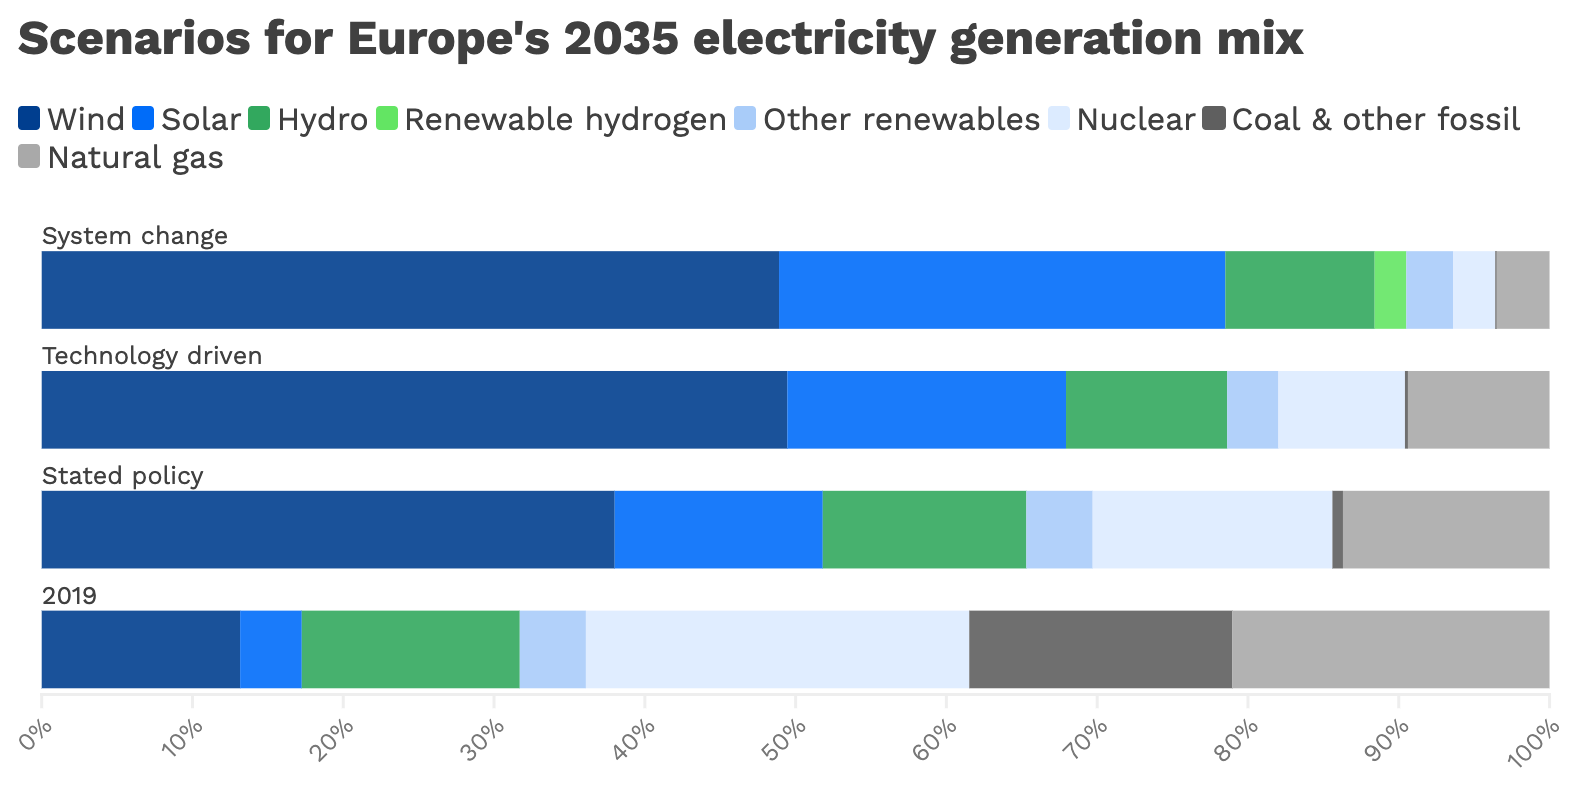 Scenarios for Europe's 2035 electricity generation mix
Wind Solar Hydro Renewable hydrogen Other renewables Nuclear Coal & other fossil
Natural gas
System change
Technology driven
Stated policy
2019
0% 10% 20% 30% 40% 50% 60% 70% 80% 90% 100%